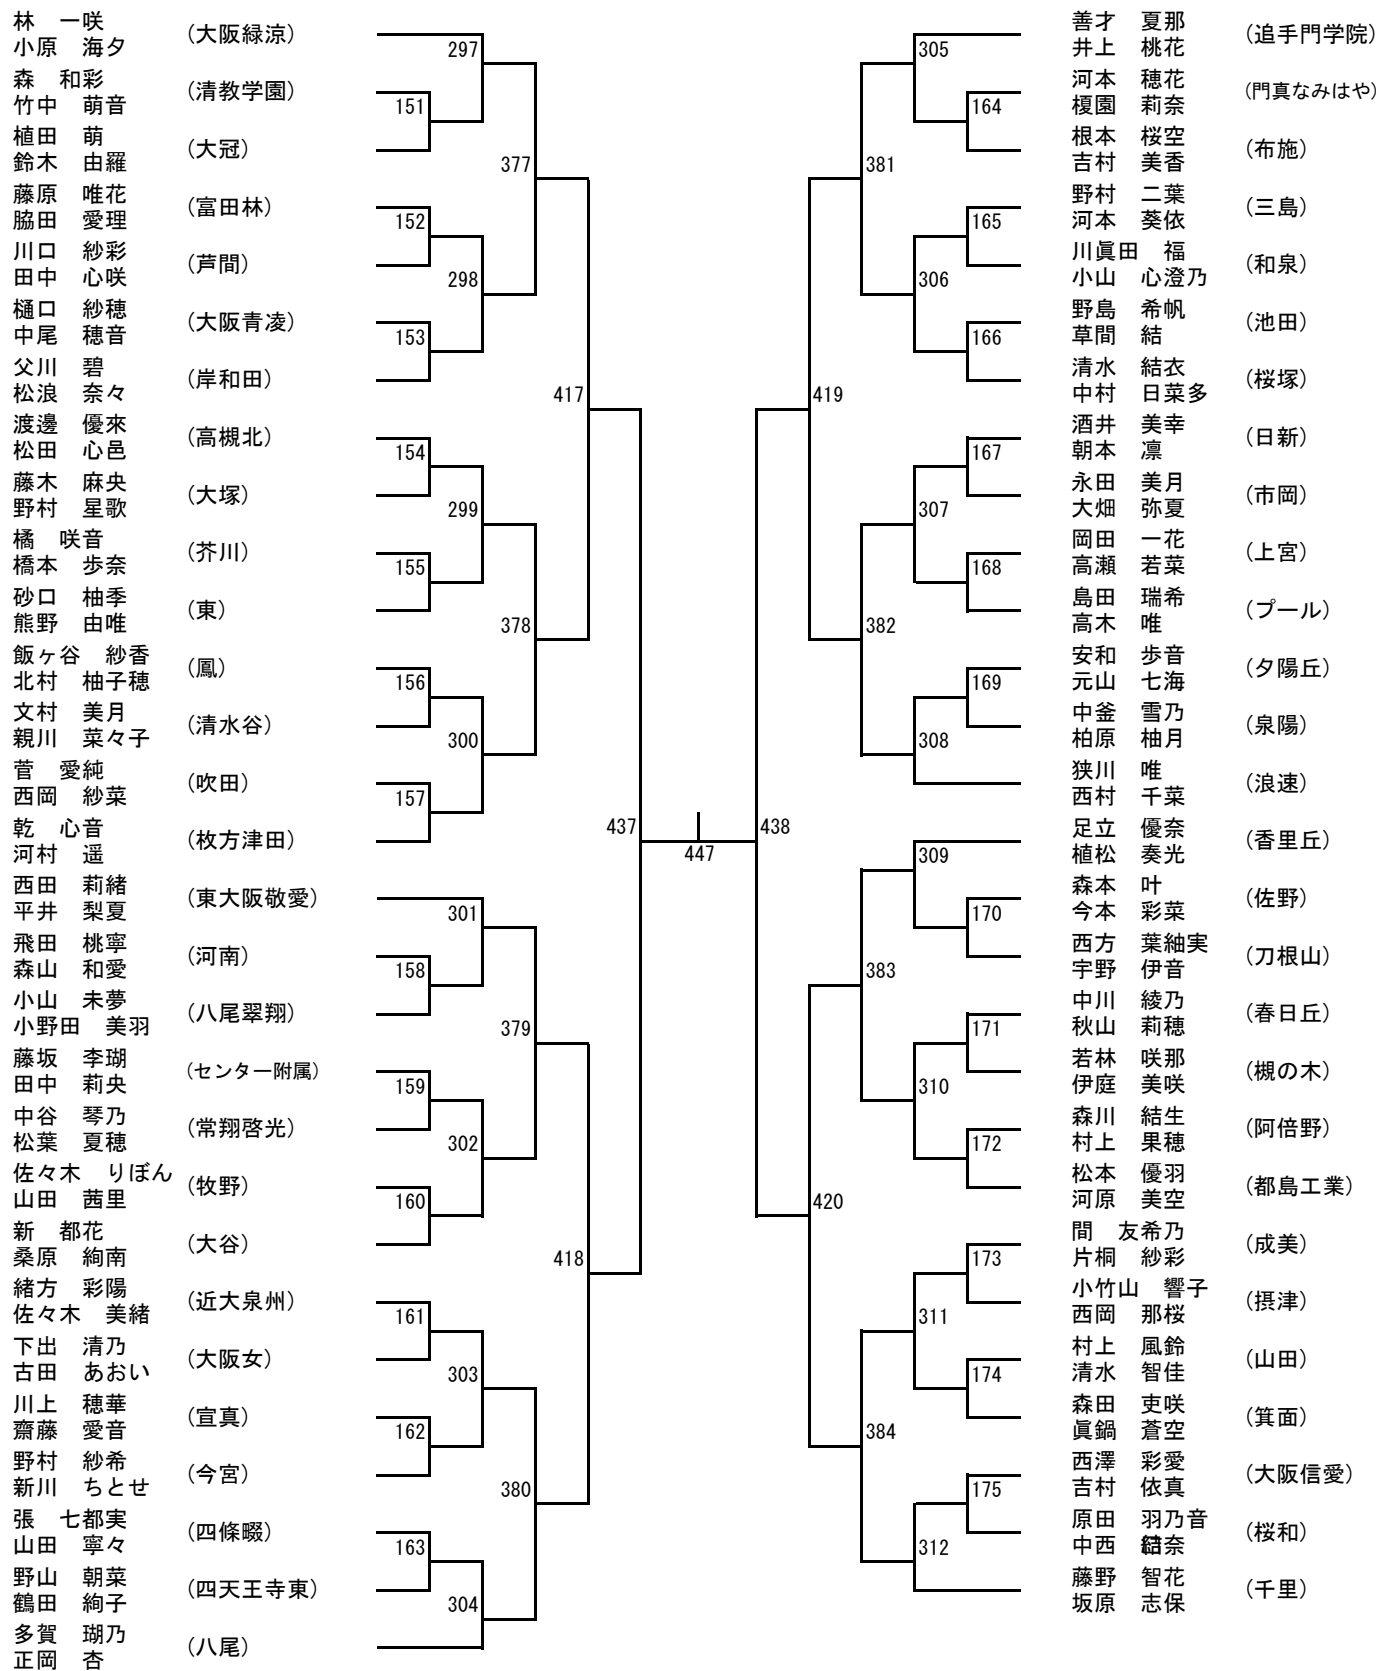 林　一咲
小原　海夕
（大阪緑涼）
森　和彩
竹中　萌音
（清教学園）
植田　萌
鈴木　由羅
（大冠）
藤原　唯花
脇田　愛理
（富田林）
川口　紗彩
田中　心咲
（芦間）
樋口　紗穂
中尾　穂音
（大阪青凌）
父川　碧
松浪　奈々
（岸和田）
渡邊　優來
松田　心邑
（高槻北）
藤木　麻央
野村　星歌
（大塚）
橘　咲音
橋本　歩奈
（芥川）
砂口　柚季
熊野　由唯
（東）
飯ヶ谷　紗香
北村　柚子穂
（鳳）
文村　美月
親川　菜々子
（清水谷）
菅　愛純
西岡　紗菜
（吹田）
乾　心音
河村　遥
（枚方津田）
西田　莉緒
平井　梨夏
（東大阪敬愛）
飛田　桃寧
森山　和愛
（河南）
小山　未夢
小野田　美羽
（八尾翠翔）
藤坂　李瑚
田中　莉央
（センター附属）
中谷　琴乃
松葉　夏穂
（常翔啓光）
佐々木　りぼん
山田　茜里
（牧野）
新　都花
桑原　絢南
（大谷）
緒方　彩陽
佐々木　美緒
（近大泉州）
下出　清乃
古田　あおい
（大阪女）
川上　穂華
齋藤　愛音
（宣真）
野村　紗希
新川　ちとせ
（今宮）
張　七都実
山田　寧々
（四條畷）
野山　朝菜
鶴田　絢子
（四天王寺東）
多賀　瑚乃
正岡　杏
（八尾）
151
152
153
154
155
156
157
158
159
160
161
162
163
297
298
299
300
301
302
303
304
377
378
379
380
417
418
437
447
438
419
420
381
382
383
384
305
306
307
308
309
310
311
312
164
165
166
167
168
169
170
171
172
173
174
175
善才　夏那
井上　桃花
（追手門学院）
河本　穂花
榎園　莉奈
（門真なみはや）
根本　桜空
吉村　美香
（布施）
野村　二葉
河本　葵依
（三島）
川眞田　福
小山　心澄乃
（和泉）
野島　希帆
草間　結
（池田）
清水　結衣
中村　日菜多
（桜塚）
酒井　美幸
朝本　凛
（日新）
永田　美月
大畑　弥夏
（市岡）
岡田　一花
高瀬　若菜
（上宮）
島田　瑞希
高木　唯
（プール）
安和　歩音
元山　七海
（夕陽丘）
中釜　雪乃
柏原　柚月
（泉陽）
狭川　唯
西村　千菜
（浪速）
足立　優奈
植松　奏光
（香里丘）
森本　叶
今本　彩菜
（佐野）
西方　葉紬実
宇野　伊音
（刀根山）
中川　綾乃
秋山　莉穂
（春日丘）
若林　咲那
伊庭　美咲
（槻の木）
森川　結生
村上　果穂
（阿倍野）
松本　優羽
河原　美空
（都島工業）
間　友希乃
片桐　紗彩
（成美）
小竹山　響子
西岡　那桜
（摂津）
村上　風鈴
清水　智佳
（山田）
森田　吏咲
眞鍋　蒼空
（箕面）
西澤　彩愛
吉村　依真
（大阪信愛）
原田　羽乃音
中西　奈
（桜和）
藤野　智花
坂原　志保
（千里）